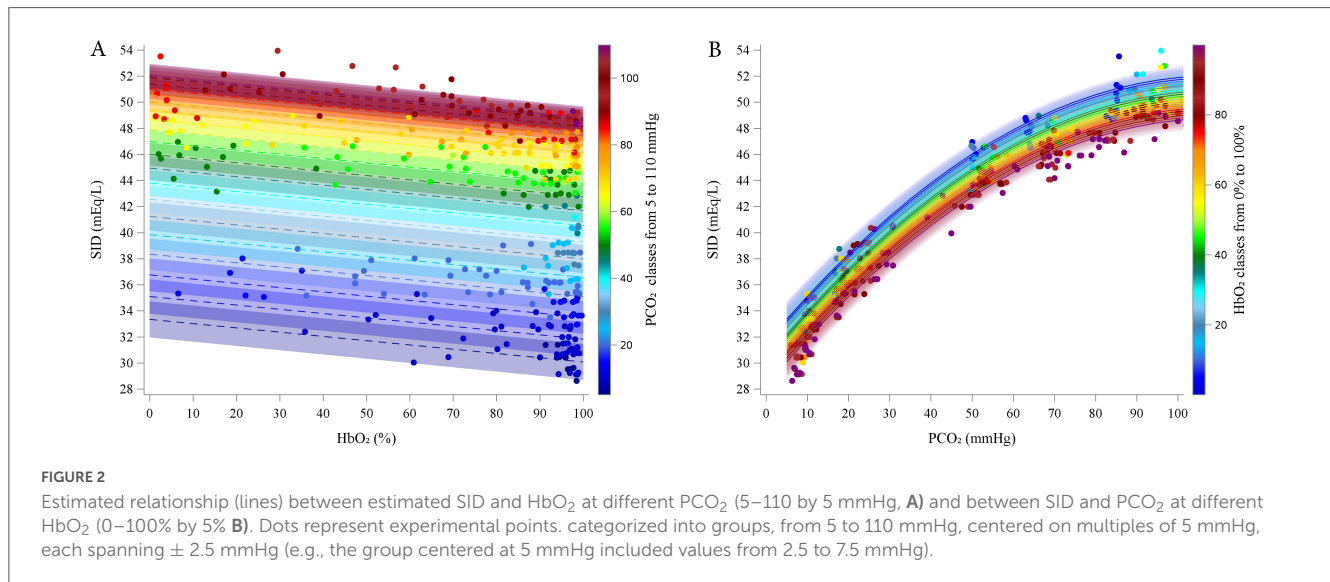 A
54
52
50
48
46
44
42
40
38
36
34
32
30
28
SID (mEq/L)
0 10 20 30 40 50 60 70 80 90 100
HbO₂ (%)
100
80
60
40
20
PCO₂ classes from 5 to 110 mmHg
B
54
52
50
48
46
44
42
40
38
36
34
32
30
28
SID (mEq/L)
0 10 20 30 40 50 60 70 80 90 100
PCO₂ (mmHg)
80
60
40
20
HbO₂ classes from 0% to 100%
FIGURE 2
Estimated relationship (lines) between estimated SID and HbO₂ at different PCO₂ (5–110 by 5 mmHg, A) and between SID and PCO₂ at different
HbO₂ (0–100% by 5% B). Dots represent experimental points. categorized into groups, from 5 to 110 mmHg, centered on multiples of 5 mmHg,
each spanning ± 2.5 mmHg (e.g., the group centered at 5 mmHg included values from 2.5 to 7.5 mmHg).